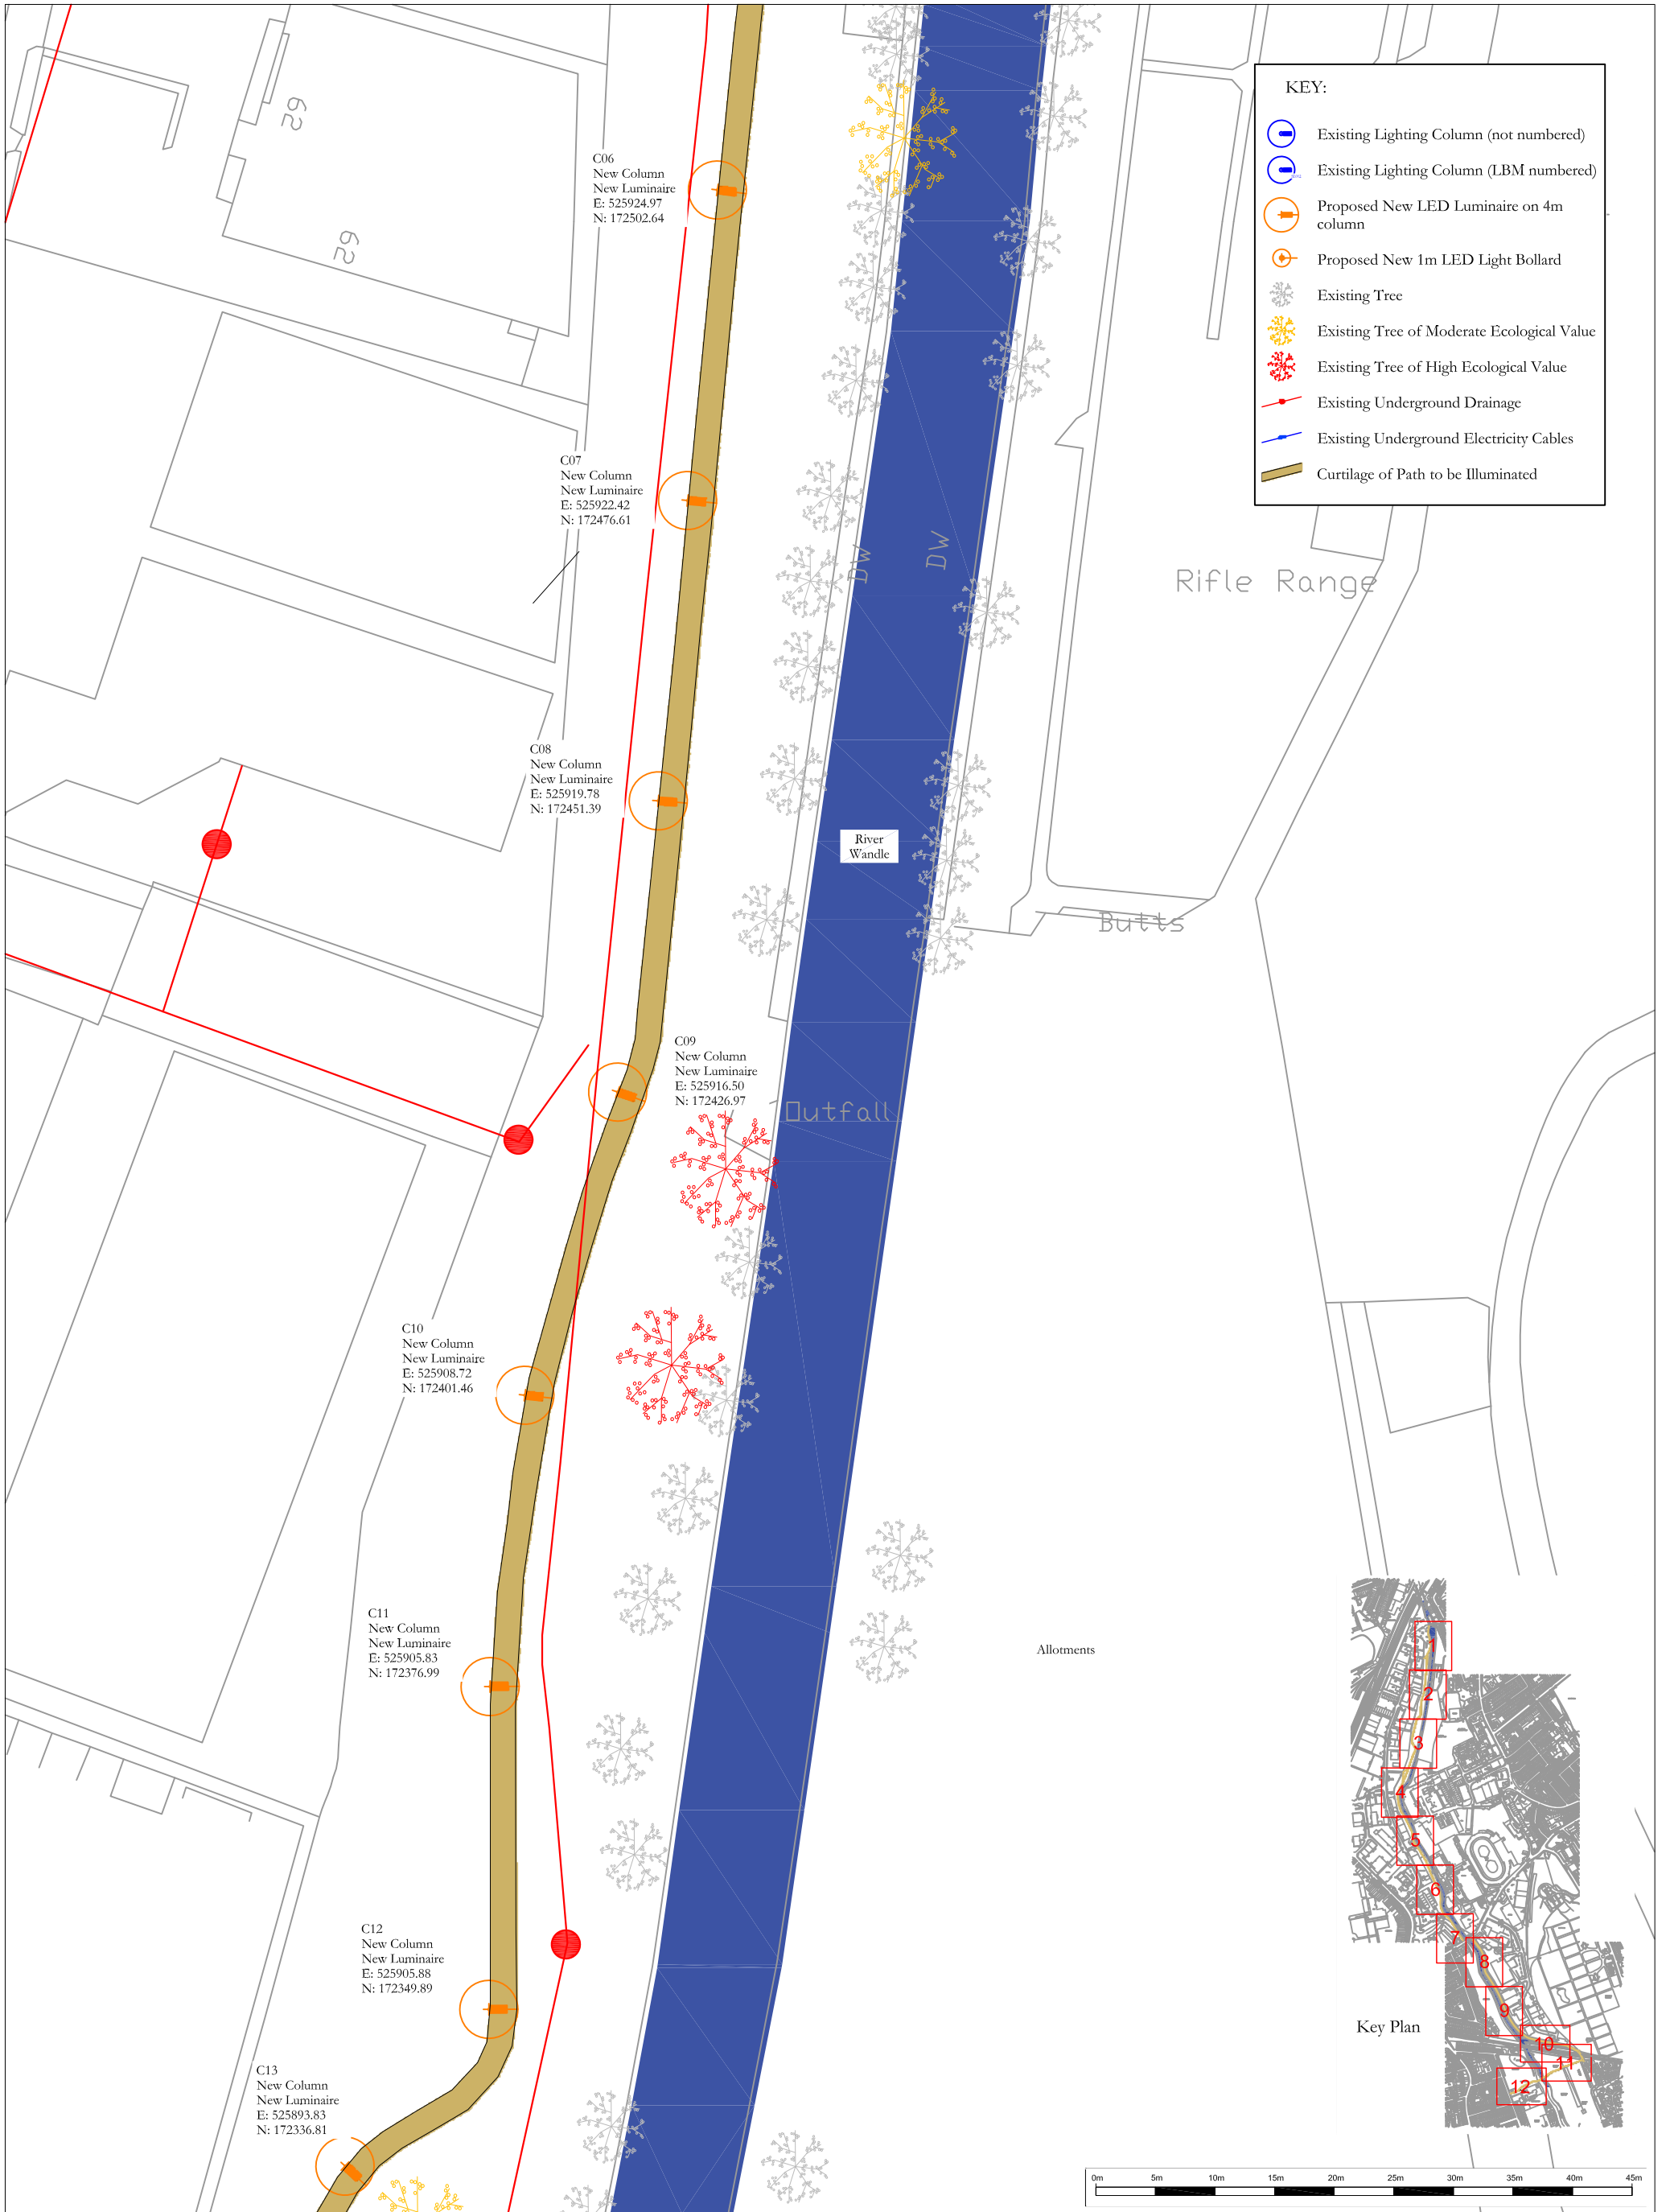 KEY:
Existing Lighting Column (not numbered)
Existing Lighting Column (LBM numbered)
Proposed New LED Luminaire on 4m
column
Proposed New 1m LED Light Bollard
Existing Tree
Existing Tree of Moderate Ecological Value
Existing Tree of High Ecological Value
Existing Underground Drainage
Existing Underground Electricity Cables
Curtilage of Path to be Illuminated
C06
New Column
New Luminaire
E: 525924.97
N: 172502.64
C07
New Column
New Luminaire
E: 525922.42
N: 172476.61
DW
DW
Rifle Range
C08
New Column
New Luminaire
E: 525919.78
N: 172451.39
River
Wandle
Butts
C09
New Column
New Luminaire
E: 525916.50
N: 172426.97
Outfall
C10
New Column
New Luminaire
E: 525908.72
N: 172401.46
C11
New Column
New Luminaire
E: 525905.83
N: 172376.99
Allotments
C12
New Column
New Luminaire
E: 525905.88
N: 172349.89
C13
New Column
New Luminaire
E: 525893.83
N: 172336.81
1
2
3
4
5
6
7
8
9
10
11
12
Key Plan
0m 5m 10m 15m 20m 25m 30m 35m 40m 45m